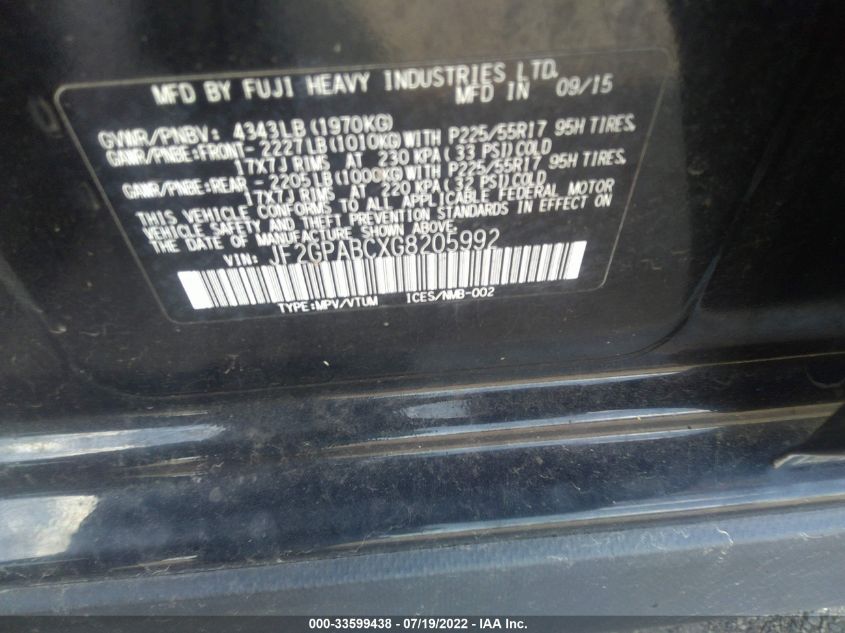 MFD BY FUJI HEAVY INDUSTRIES LTD.
MFD IN 09/15
GVWR/PNBV: 4343LB (1970KG)
GAWR/PNBE:FRONT-2227LB(1010KG)WITH P225/55R17 95H TIRES.
17X7J RIMS AT 230 KPA (33 PSI)COLD
GAWR/PNBE:REAR -2205LB(1000KG)WITH P225/55R17 95H TIRES.
17X7J RIMS AT 220 KPA (32 PSI)COLD
THIS VEHICLE CONFORMS TO ALL APPLICABLE FEDERAL MOTOR
VEHICLE SAFETY AND THEFT PREVENTION STANDARDS IN EFFECT ON
THE DATE OF MANUFACTURE SHOWN ABOVE.
VIN: JF2GPABCXG8205992
TYPE:MPV/VTUM ICES/NMB-002
000-33599438 - 07/19/2022 - IAA Inc.